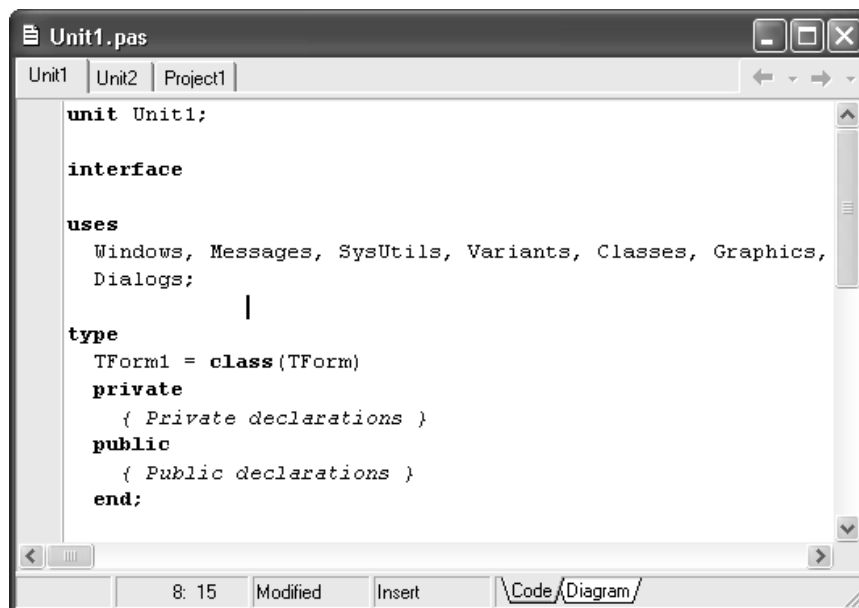 Unit1.pas
Unit1 Unit2 Project1
unit Unit1;
interface
uses
Windows, Messages, SysUtils, Variants, Classes, Graphics,
Dialogs;
type
TForm1 = class(TForm)
private
{ Private declarations }
public
{ Public declarations }
end;
8: 15 Modified Insert Code Diagram